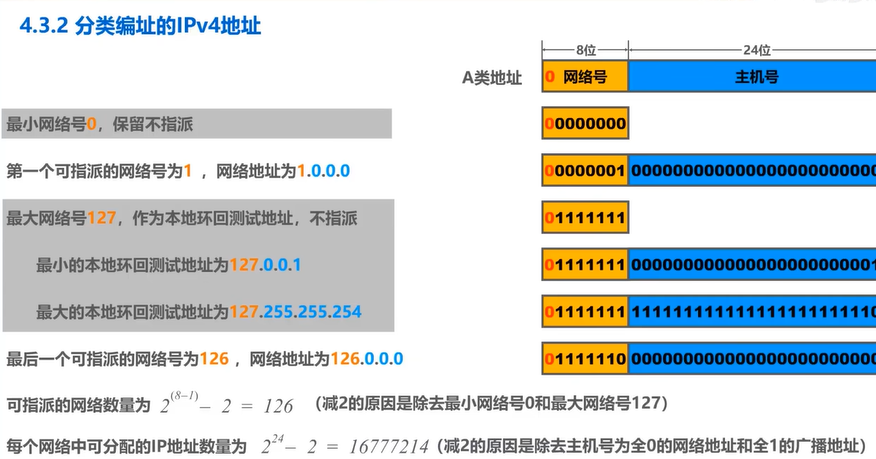 4.3.2 分类编址的IPv4地址
8位 24位
A类地址 0 网络号 主机号
最小网络号0，保留不指派 00000000
第一个可指派的网络号为1 ，网络地址为1.0.0.0 00000001 000000000000000000000000
最大网络号127，作为本地环回测试地址，不指派 01111111
最小的本地环回测试地址为127.0.0.1 01111111 000000000000000000000001
最大的本地环回测试地址为127.255.255.254 01111111 111111111111111111111110
最后一个可指派的网络号为126 ，网络地址为126.0.0.0 01111110 000000000000000000000000
可指派的网络数量为 2^(8–1) – 2 = 126 （减2的原因是除去最小网络号0和最大网络号127）
每个网络中可分配的IP地址数量为 2^24 – 2 = 16777214（减2的原因是除去主机号为全0的网络地址和全1的广播地址）